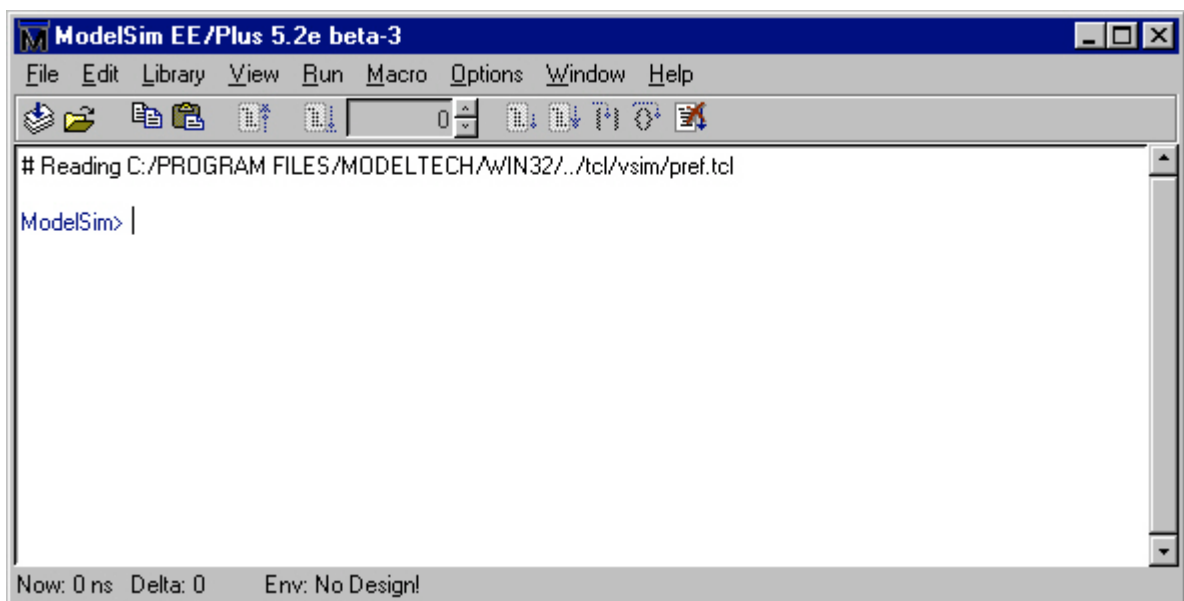 ModelSim EE/Plus 5.2e beta-3
File Edit Library View Run Macro Options Window Help
0
# Reading C:/PROGRAM FILES/MODELTECH/WIN32/../tcl/vsim/pref.tcl
ModelSim>
Now: 0 ns Delta: 0 Env: No Design!